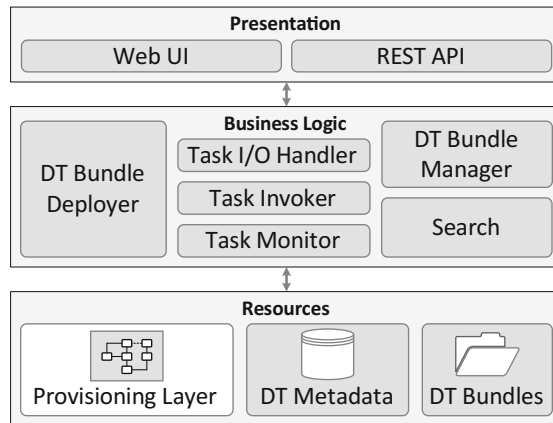 Presentation
Web UI
REST API
Business Logic
DT Bundle
Deployer
Task I/O Handler
Task Invoker
Task Monitor
DT Bundle
Manager
Search
Resources
Provisioning Layer
DT Metadata
DT Bundles